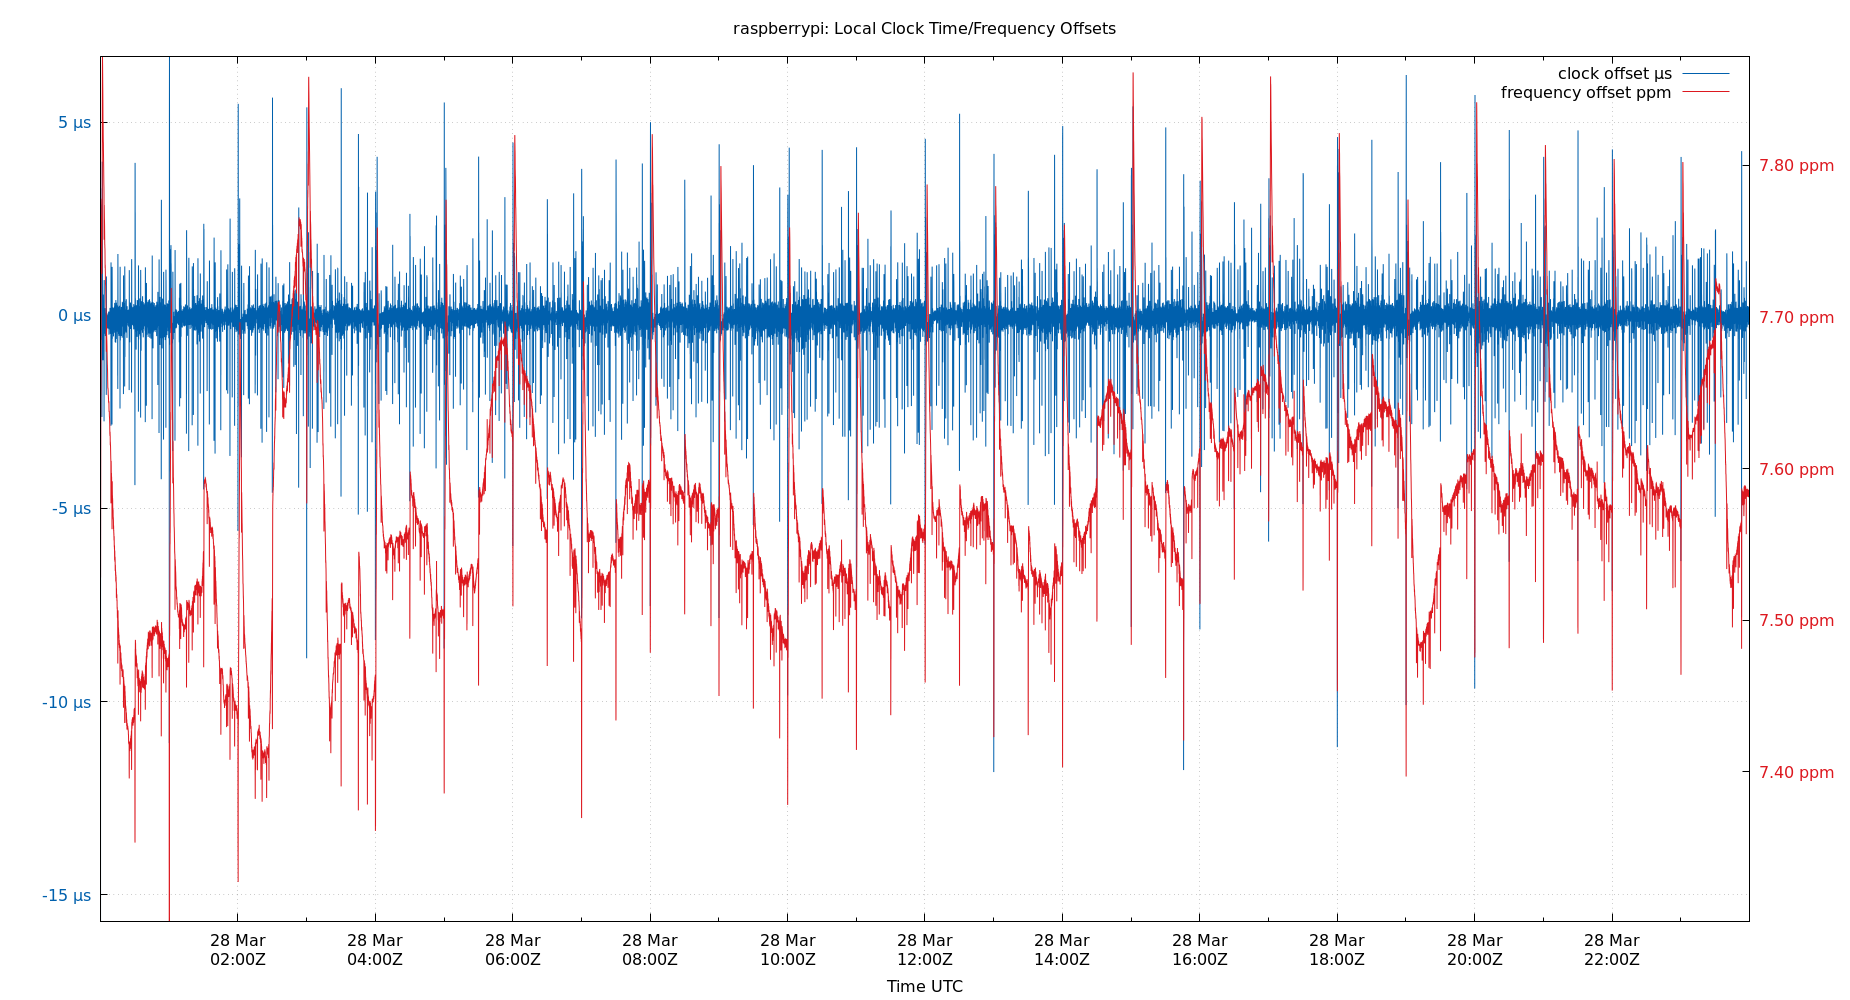 raspberrypi: Local Clock Time/Frequency Offsets
clock offset µs
frequency offset ppm
5 µs
0 µs
-5 µs
-10 µs
-15 µs
7.80 ppm
7.70 ppm
7.60 ppm
7.50 ppm
7.40 ppm
28 Mar
02:00Z
28 Mar
04:00Z
28 Mar
06:00Z
28 Mar
08:00Z
28 Mar
10:00Z
28 Mar
12:00Z
28 Mar
14:00Z
28 Mar
16:00Z
28 Mar
18:00Z
28 Mar
20:00Z
28 Mar
22:00Z
Time UTC